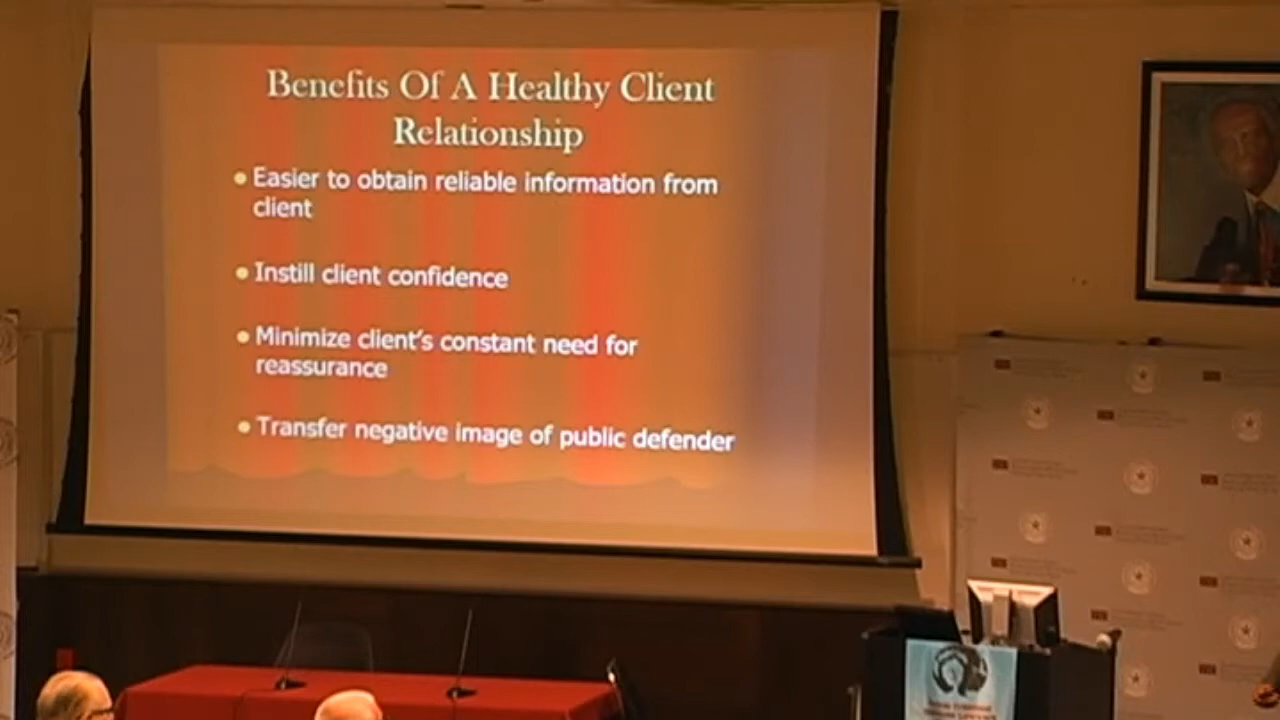 Benefits Of A Healthy Client
Relationship
Easier to obtain reliable information from
client
Instill client confidence
Minimize client's constant need for
reassurance
Transfer negative image of public defender